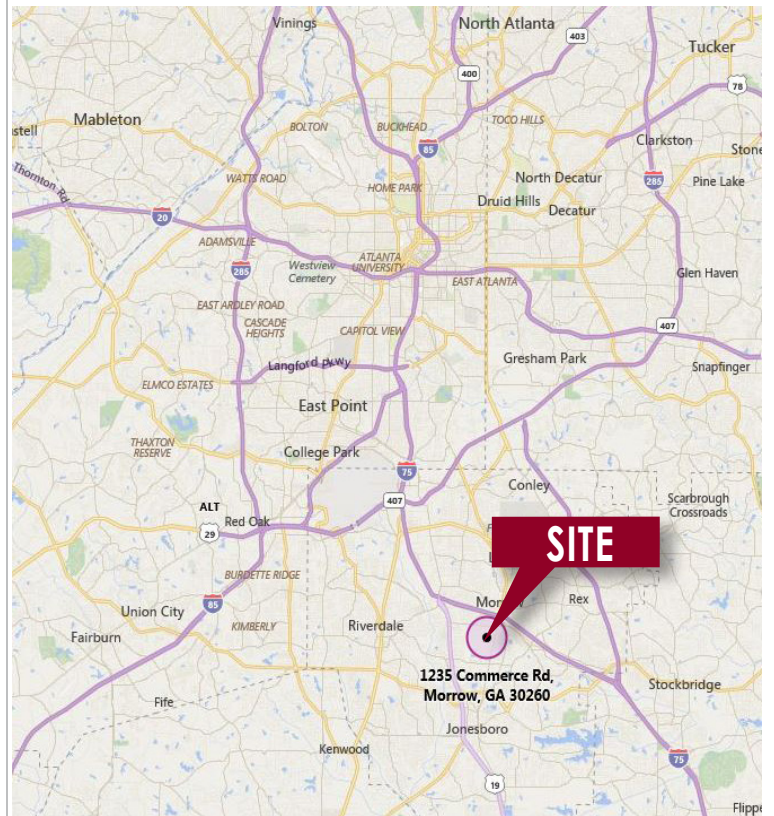 Vinings
North Atlanta
403
Tucker
400
78
Mableton
BOLTON
BUCKHEAD
TOCO HILLS
85
Clarkston
Thornton Rd
WATTS ROAD
HOME PARK
North Decatur
285
Pine Lake
20
Druid Hills
Decatur
ADAMSVILLE
285
Westview
Cemetery
ATLANTA
UNIVERSITY
EAST ATLANTA
Glen Haven
EAST ARDLEY ROAD
CASCADE
HEIGHTS
CAPITOL VIEW
407
Langford pkwy
Gresham Park
Snapfinger
ELMCO ESTATES
East Point
THAXTON
RESERVE
College Park
75
407
Conley
Scarbrough
Crossroads
ALT
29
Red Oak
SITE
BURDETTE RIDGE
85
Union City
KIMBERLY
Riverdale
Rex
Fairburn
1235 Commerce Rd,
Morrow, GA 30260
Stockbridge
Fife
Jonesboro
Kenwood
75
19